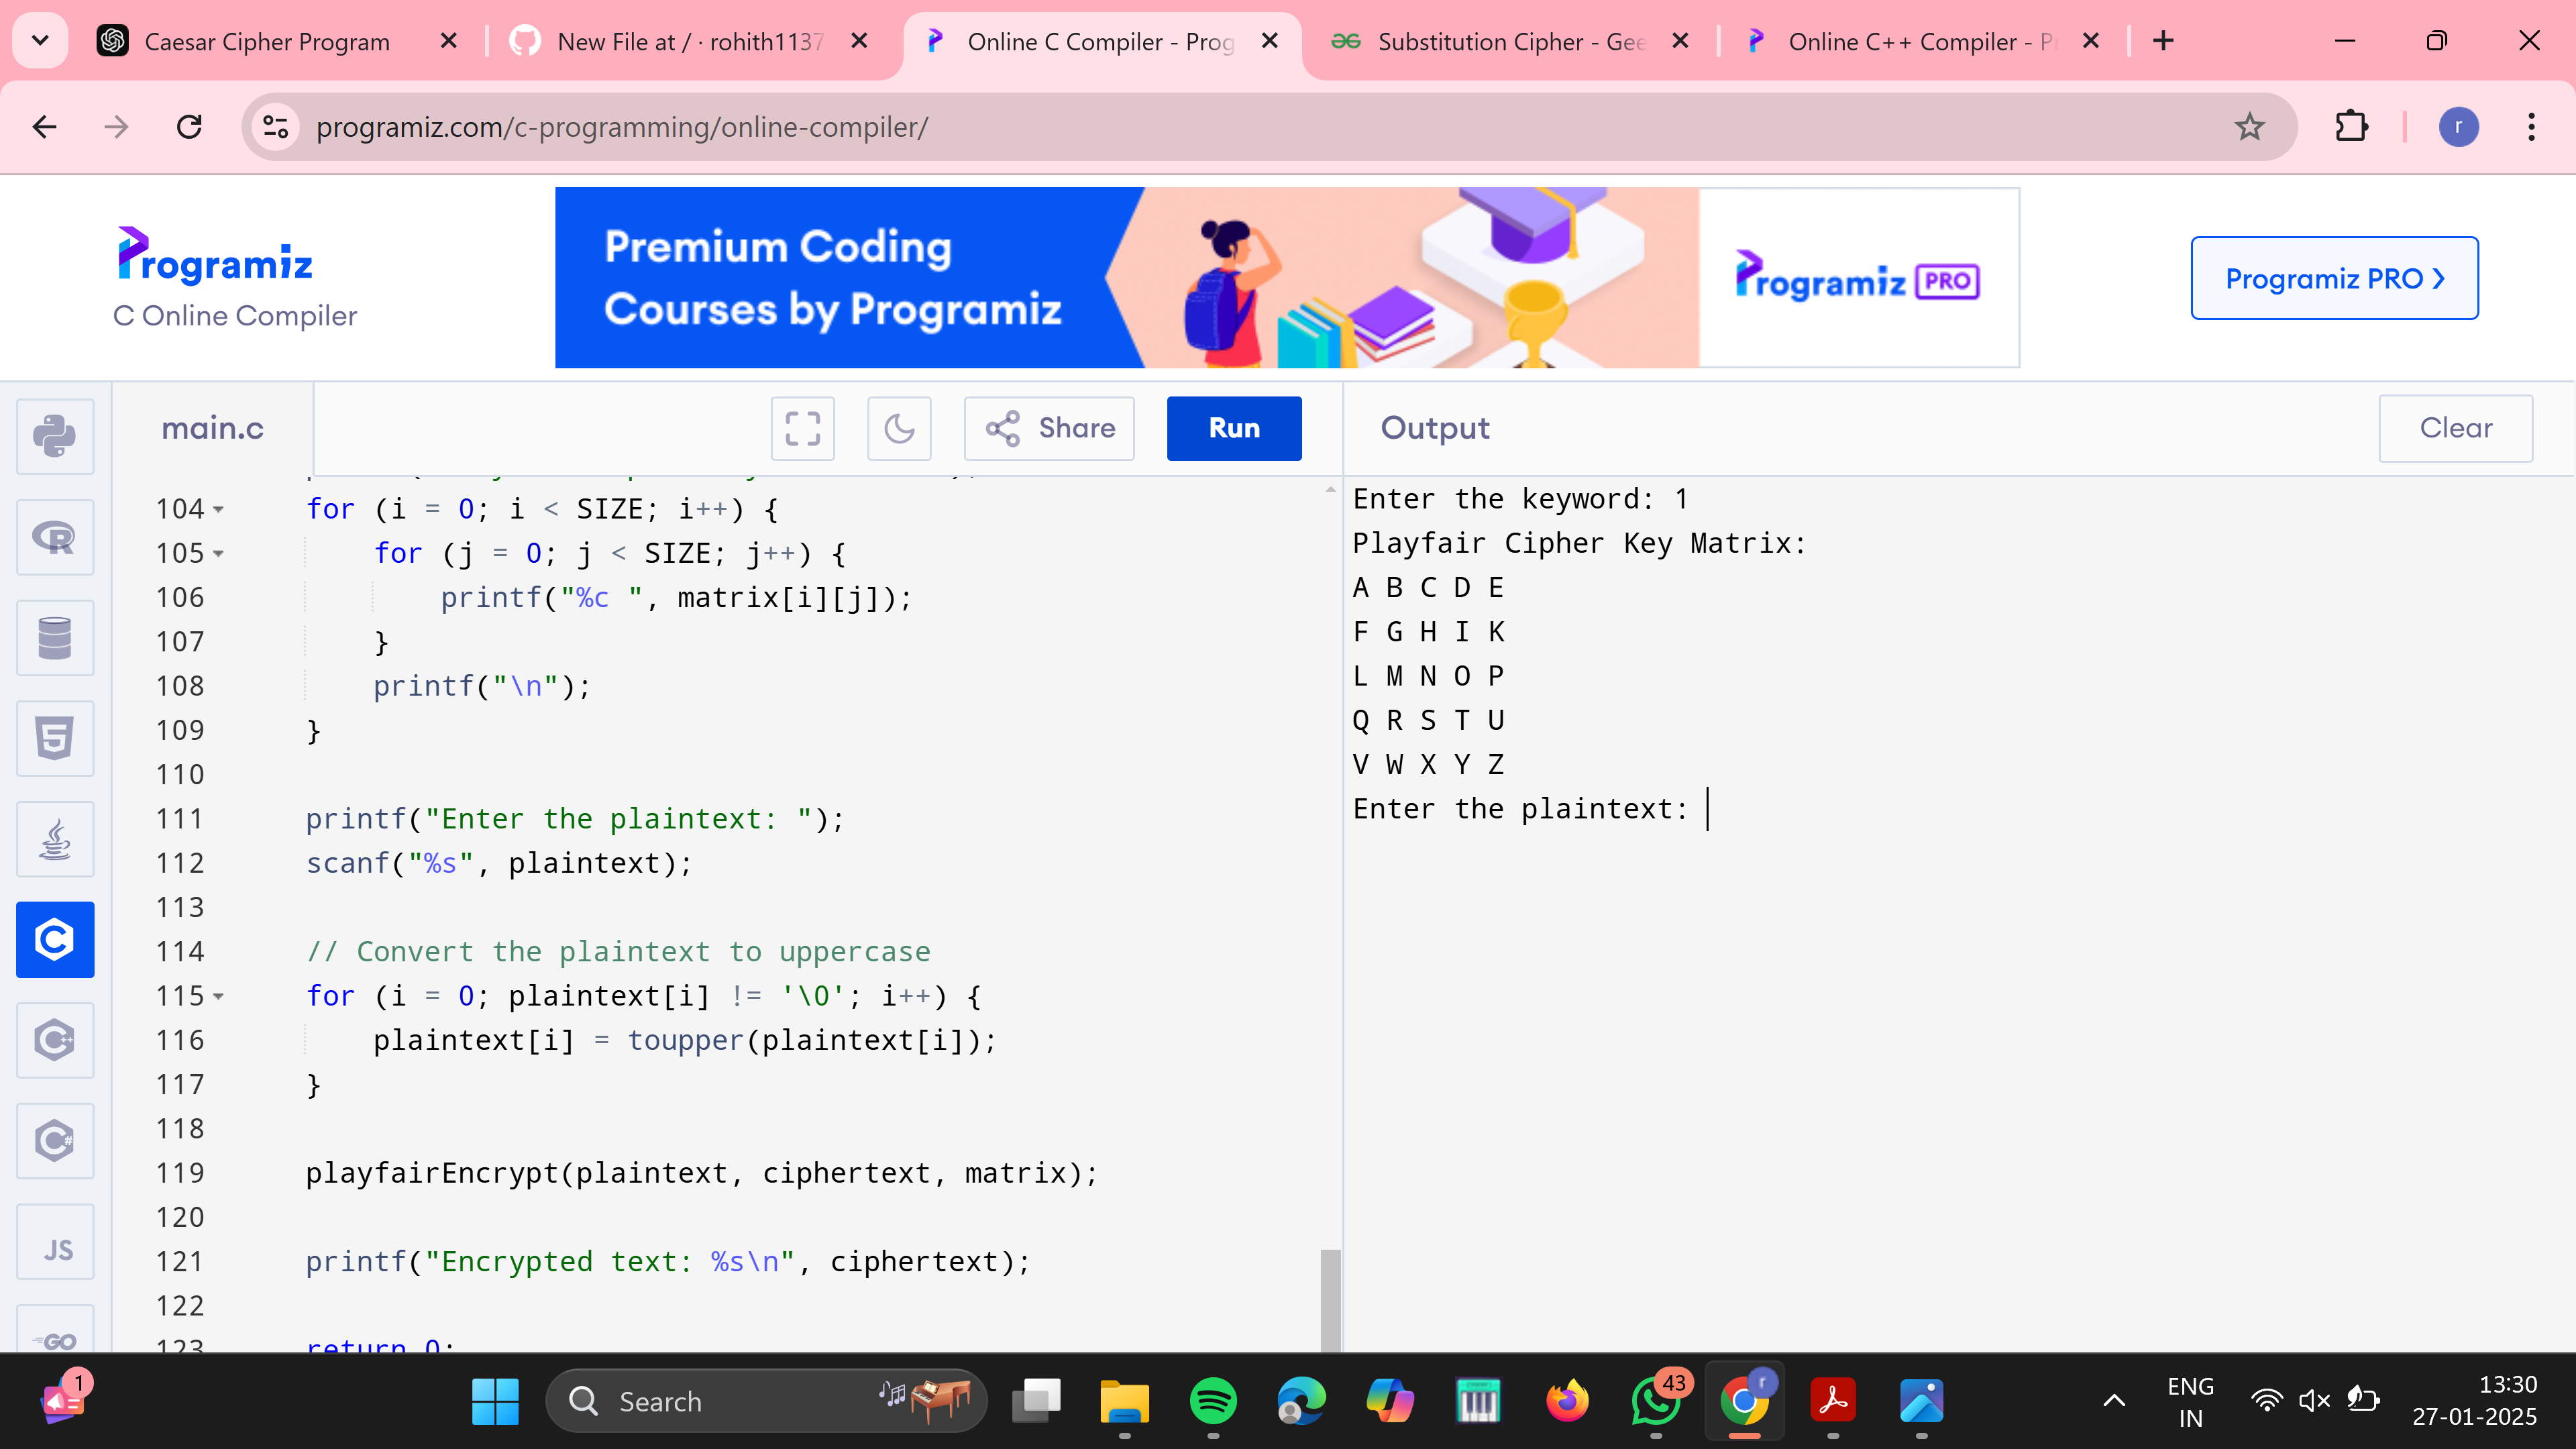 Caesar Cipher Program
New File at / · rohith1137
Online C Compiler - Prog
Substitution Cipher - Gee
Online C++ Compiler - P
programiz.com/c-programming/online-compiler/
r
Programiz
C Online Compiler
Premium Coding
Courses by Programiz
Programiz PRO
Programiz PRO
main.c
Share
Run
Output
Clear
104 for (i = 0; i < SIZE; i++) {
105 for (j = 0; j < SIZE; j++) {
106 printf("%c ", matrix[i][j]);
107 }
108 printf("\n");
109 }
110
111 printf("Enter the plaintext: ");
112 scanf("%s", plaintext);
113
114 // Convert the plaintext to uppercase
115 for (i = 0; plaintext[i] != '\0'; i++) {
116 plaintext[i] = toupper(plaintext[i]);
117 }
118
119 playfairEncrypt(plaintext, ciphertext, matrix);
120
121 printf("Encrypted text: %s\n", ciphertext);
122
123 return 0;
Enter the keyword: 1
Playfair Cipher Key Matrix:
A B C D E
F G H I K
L M N O P
Q R S T U
V W X Y Z
Enter the plaintext:
R
5
C
C++
C#
JS
GO
1
Search
43
r
ENG
IN
13:30
27-01-2025